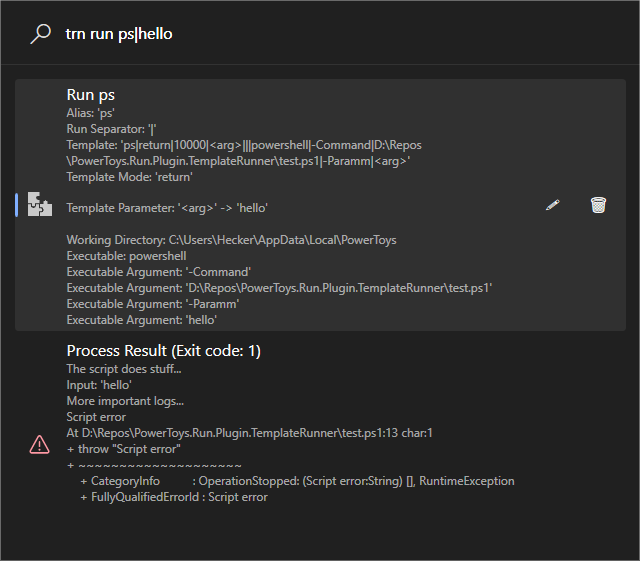 trn run ps|hello
Run ps
Alias: 'ps'
Run Separator: '|'
Template: 'ps|return|10000|<arg>|||powershell|-Command|D:\Repos
\PowerToys.Run.Plugin.TemplateRunner\test.ps1|-Paramm|<arg>'
Template Mode: 'return'
Template Parameter: '<arg>' -> 'hello'
Working Directory: C:\Users\Hecker\AppData\Local\PowerToys
Executable: powershell
Executable Argument: '-Command'
Executable Argument: 'D:\Repos\PowerToys.Run.Plugin.TemplateRunner\test.ps1'
Executable Argument: '-Paramm'
Executable Argument: 'hello'
Process Result (Exit code: 1)
The script does stuff...
Input: 'hello'
More important logs...
Script error
At D:\Repos\PowerToys.Run.Plugin.TemplateRunner\test.ps1:13 char:1
+ throw "Script error"
+ ~~~~~~~~~~~~~~~~~~~~
+ CategoryInfo          : OperationStopped: (Script error:String) [], RuntimeException
+ FullyQualifiedErrorId : Script error